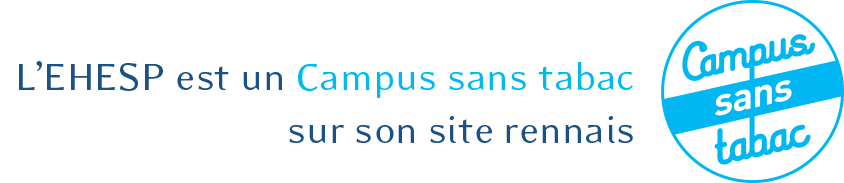 L’EHESP est un Campus sans tabac
sur son site rennais
Campus
sans
tabac